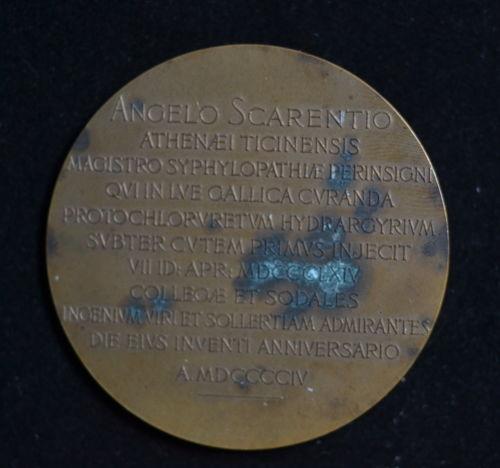 ANGELO SCARENTIO
ATHENÆI TICINENSIS
MAGISTRO SYPHYLOPATHIÆ PERINSIGNI
QVI IN LVE GALLICA CVRANDA
PROTOCHLORVRETVM HYDRARGYRIVM
SVBTER CVTEM PRIMVS INJECIT
VII ID: APR: MDCCCLXIV
COLLEGÆ ET SODALES
INGENIVM VIRI ET SOLLERTIAM ADMIRANTES
DIE EIVS INVENTI ANNIVERSARIO
A. MDCCCCIV